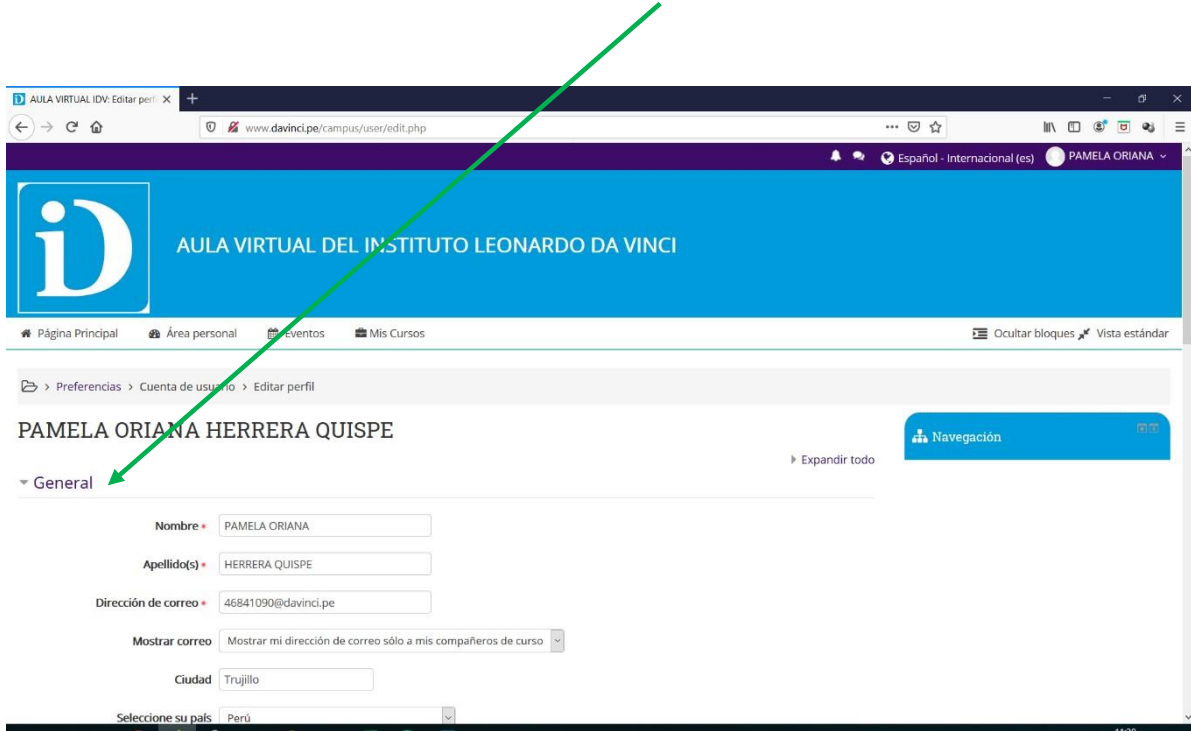 AULA VIRTUAL IDV: Editar perfi
www.davinci.pe/campus/user/edit.php
Español - Internacional (es) PAMELA ORIANA
iD
AULA VIRTUAL DEL INSTITUTO LEONARDO DA VINCI
Página Principal Área personal Eventos Mis Cursos Ocultar bloques Vista estándar
> Preferencias > Cuenta de usuario > Editar perfil
PAMELA ORIANA HERRERA QUISPE
Navegación
Expandir todo
General
Nombre PAMELA ORIANA
Apellido(s) HERRERA QUISPE
Dirección de correo 46841090@davinci.pe
Mostrar correo Mostrar mi dirección de correo sólo a mis compañeros de curso
Ciudad Trujillo
Seleccione su país Perú